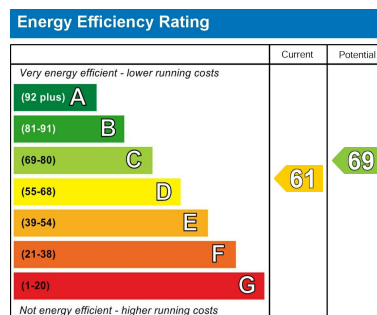 Energy Efficiency Rating
Current Potential
Very energy efficient - lower running costs
(92 plus) A
(81-91) B
(69-80) C
(55-68) D
(39-54) E
(21-38) F
(1-20) G
61
69
Not energy efficient - higher running costs